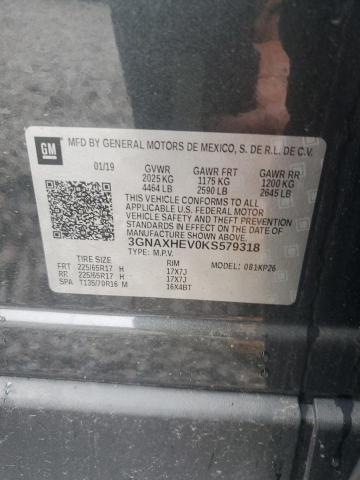 GM
MFD BY GENERAL MOTORS DE MEXICO, S. DE R.L. DE C.V.
01/19 GVWR GAWR FRT GAWR RR
2025 KG 1175 KG 1200 KG
4464 LB 2590 LB 2645 LB
THIS VEHICLE CONFORMS TO ALL
APPLICABLE U.S. FEDERAL MOTOR
VEHICLE SAFETY AND THEFT PREVENTION
STANDARDS IN EFFECT ON THE DATE OF
MANUFACTURE SHOWN ABOVE.
3GNAXHEV0KS579318
TYPE: M.P.V. MODEL: 081KP26
TIRE SIZE RIM
FRT 225/65R17 H 17X7J
RR 225/65R17 H 17X7J
SPA T135/70R16 M 16X4BT